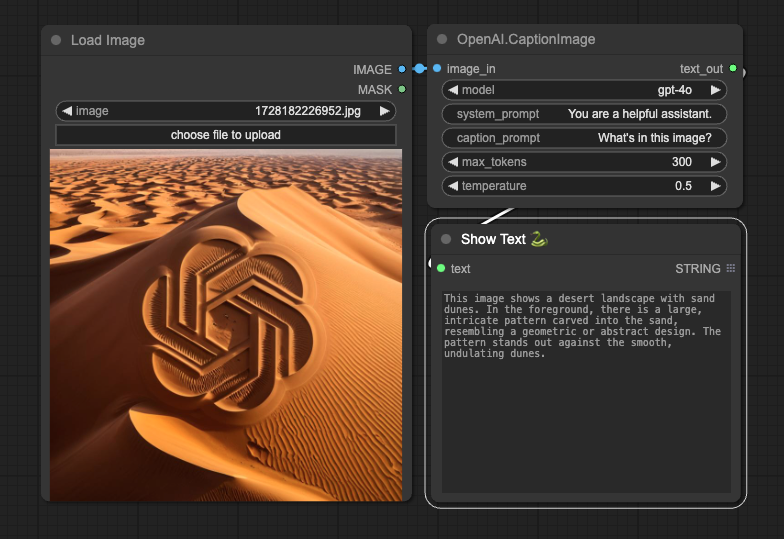 Load Image
IMAGE
MASK
image 1728182226952.jpg
choose file to upload
OpenAI.CaptionImage
image_in text_out
model gpt-4o
system_prompt You are a helpful assistant.
caption_prompt What's in this image?
max_tokens 300
temperature 0.5
Show Text 🐍
text STRING
This image shows a desert landscape with sand
dunes. In the foreground, there is a large,
intricate pattern carved into the sand,
resembling a geometric or abstract design. The
pattern stands out against the smooth,
undulating dunes.